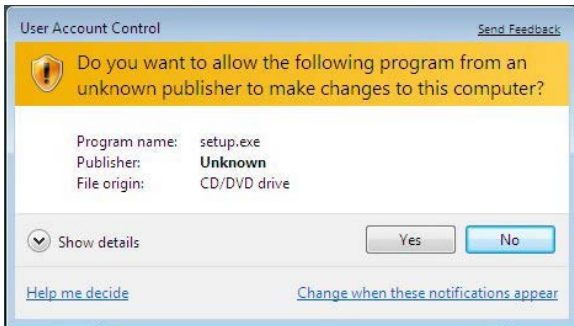 User Account Control Send Feedback
Do you want to allow the following program from an
unknown publisher to make changes to this computer?
Program name: setup.exe
Publisher: Unknown
File origin: CD/DVD drive
Show details Yes No
Help me decide Change when these notifications appear